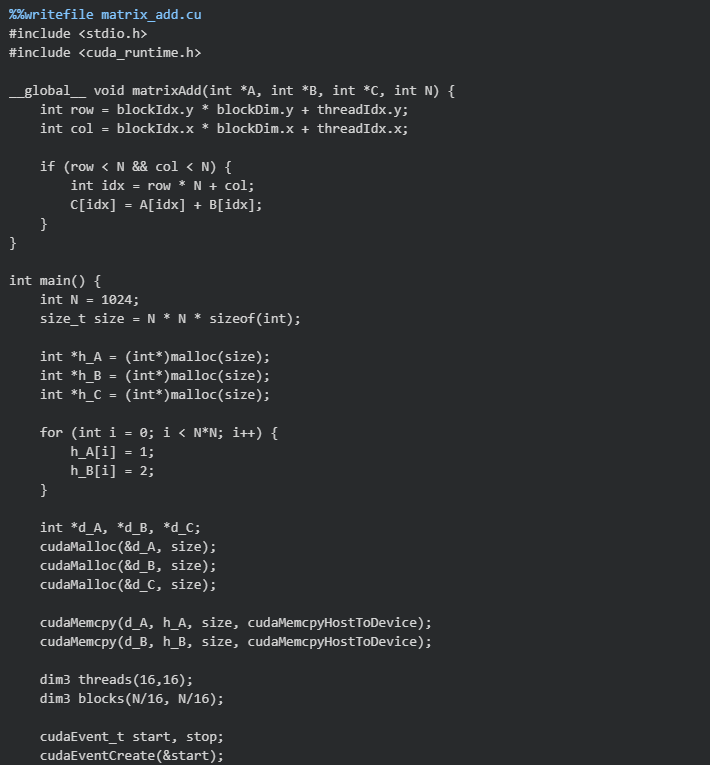 %%writefile matrix_add.cu
#include <stdio.h>
#include <cuda_runtime.h>

__global__ void matrixAdd(int *A, int *B, int *C, int N) {
    int row = blockIdx.y * blockDim.y + threadIdx.y;
    int col = blockIdx.x * blockDim.x + threadIdx.x;

    if (row < N && col < N) {
        int idx = row * N + col;
        C[idx] = A[idx] + B[idx];
    }
}

int main() {
    int N = 1024;
    size_t size = N * N * sizeof(int);

    int *h_A = (int*)malloc(size);
    int *h_B = (int*)malloc(size);
    int *h_C = (int*)malloc(size);

    for (int i = 0; i < N*N; i++) {
        h_A[i] = 1;
        h_B[i] = 2;
    }

    int *d_A, *d_B, *d_C;
    cudaMalloc(&d_A, size);
    cudaMalloc(&d_B, size);
    cudaMalloc(&d_C, size);

    cudaMemcpy(d_A, h_A, size, cudaMemcpyHostToDevice);
    cudaMemcpy(d_B, h_B, size, cudaMemcpyHostToDevice);

    dim3 threads(16,16);
    dim3 blocks(N/16, N/16);

    cudaEvent_t start, stop;
    cudaEventCreate(&start);